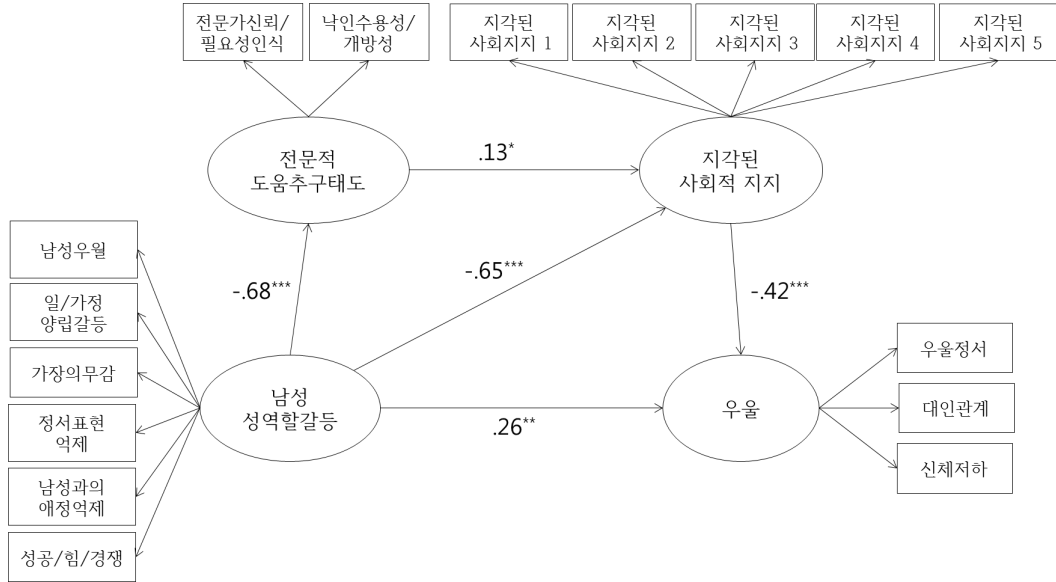 전문가신뢰/
필요성인식
낙인수용성/
개방성
지각된
사회지지 1
지각된
사회지지 2
지각된
사회지지 3
지각된
사회지지 4
지각된
사회지지 5
전문적
도움추구태도
.13*
지각된
사회적 지지
남성우월
일/가정
양립갈등
가장의무감
정서표현
억제
남성과의
애정억제
성공/힘/경쟁
-.68***
-.65***
-.42***
남성
성역할갈등
.26**
우울
우울정서
대인관계
신체저하